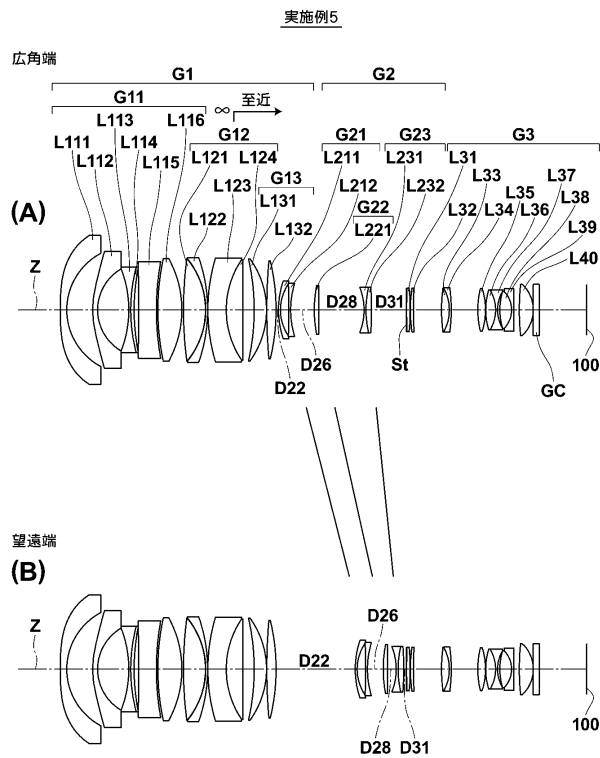 実施例5
広角端
G1 G2
G11 ∞ 至近
L113 L116 G12 G21 G23 G3
L111 L114 L121 L124 L211 L231 L31 L37
L112 L115 L123 G13 L212 L232 L33 L35 L38
L131 G22 L32 L34 L36 L39
(A) L122 L132 L221 L40
Z D28 D31
D26 St 100
D22 GC
望遠端
(B)
Z D26
D22
100
D28 D31